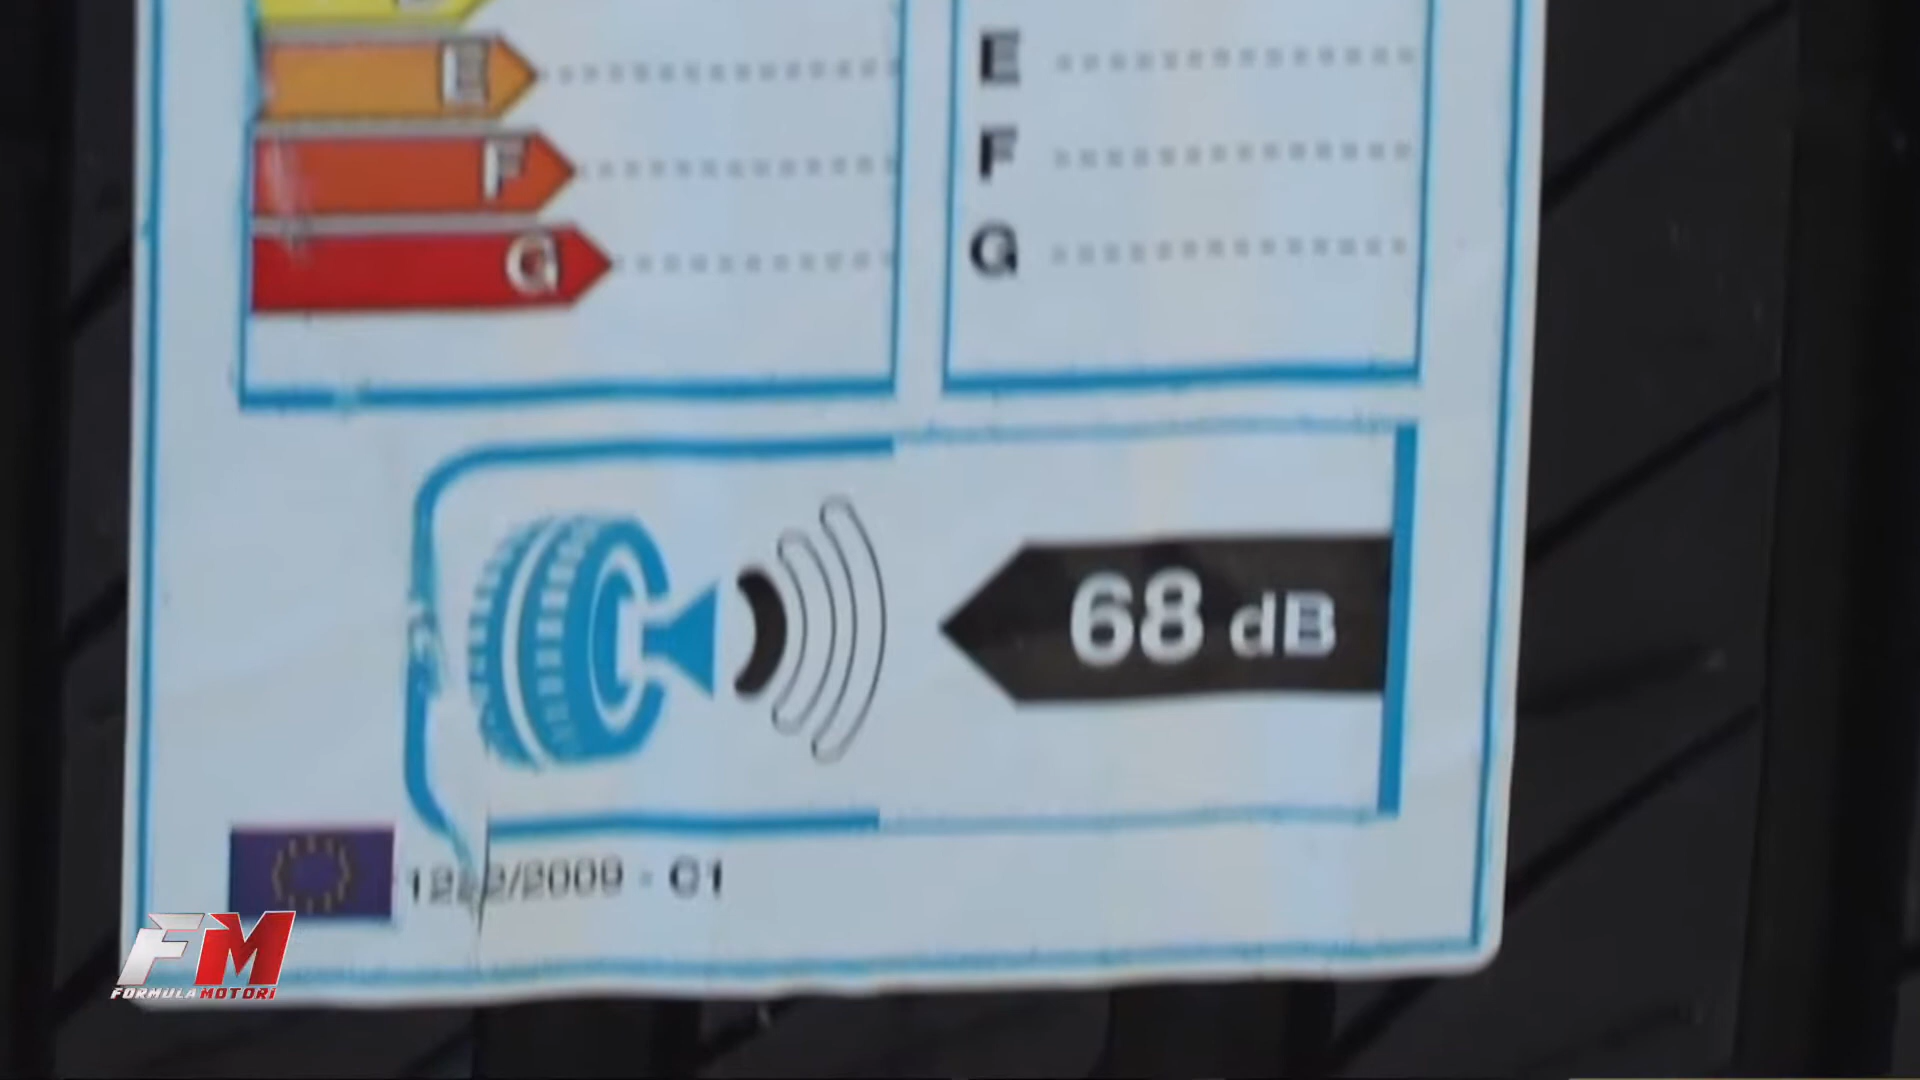 E E
F F
G G
68 dB
/2009 - C1
FM
FORMULA MOTORI